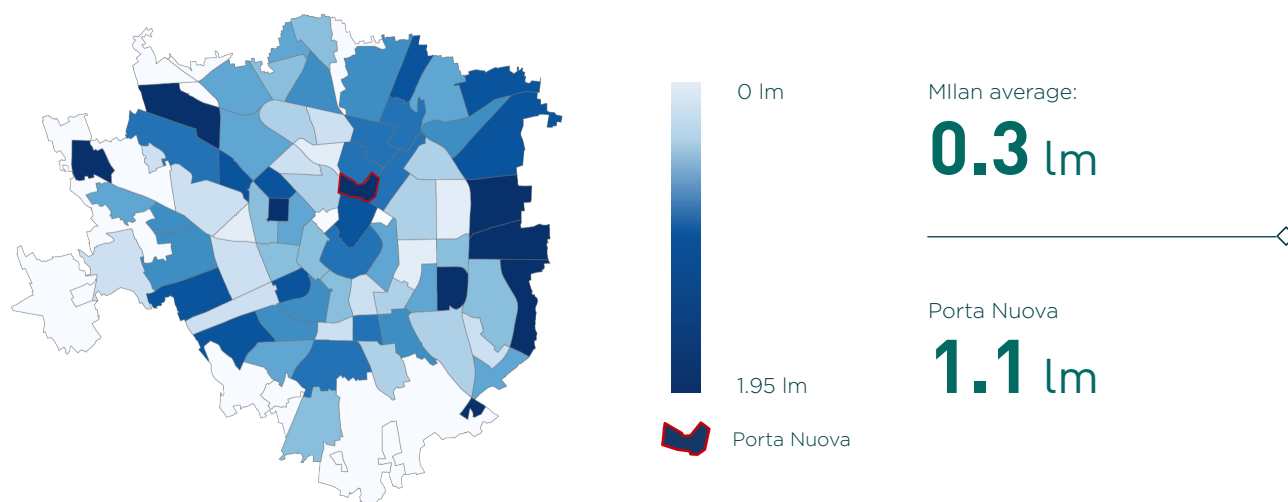 0 lm
1.95 lm
Porta Nuova
MIlan average:
0.3 lm
Porta Nuova
1.1 lm